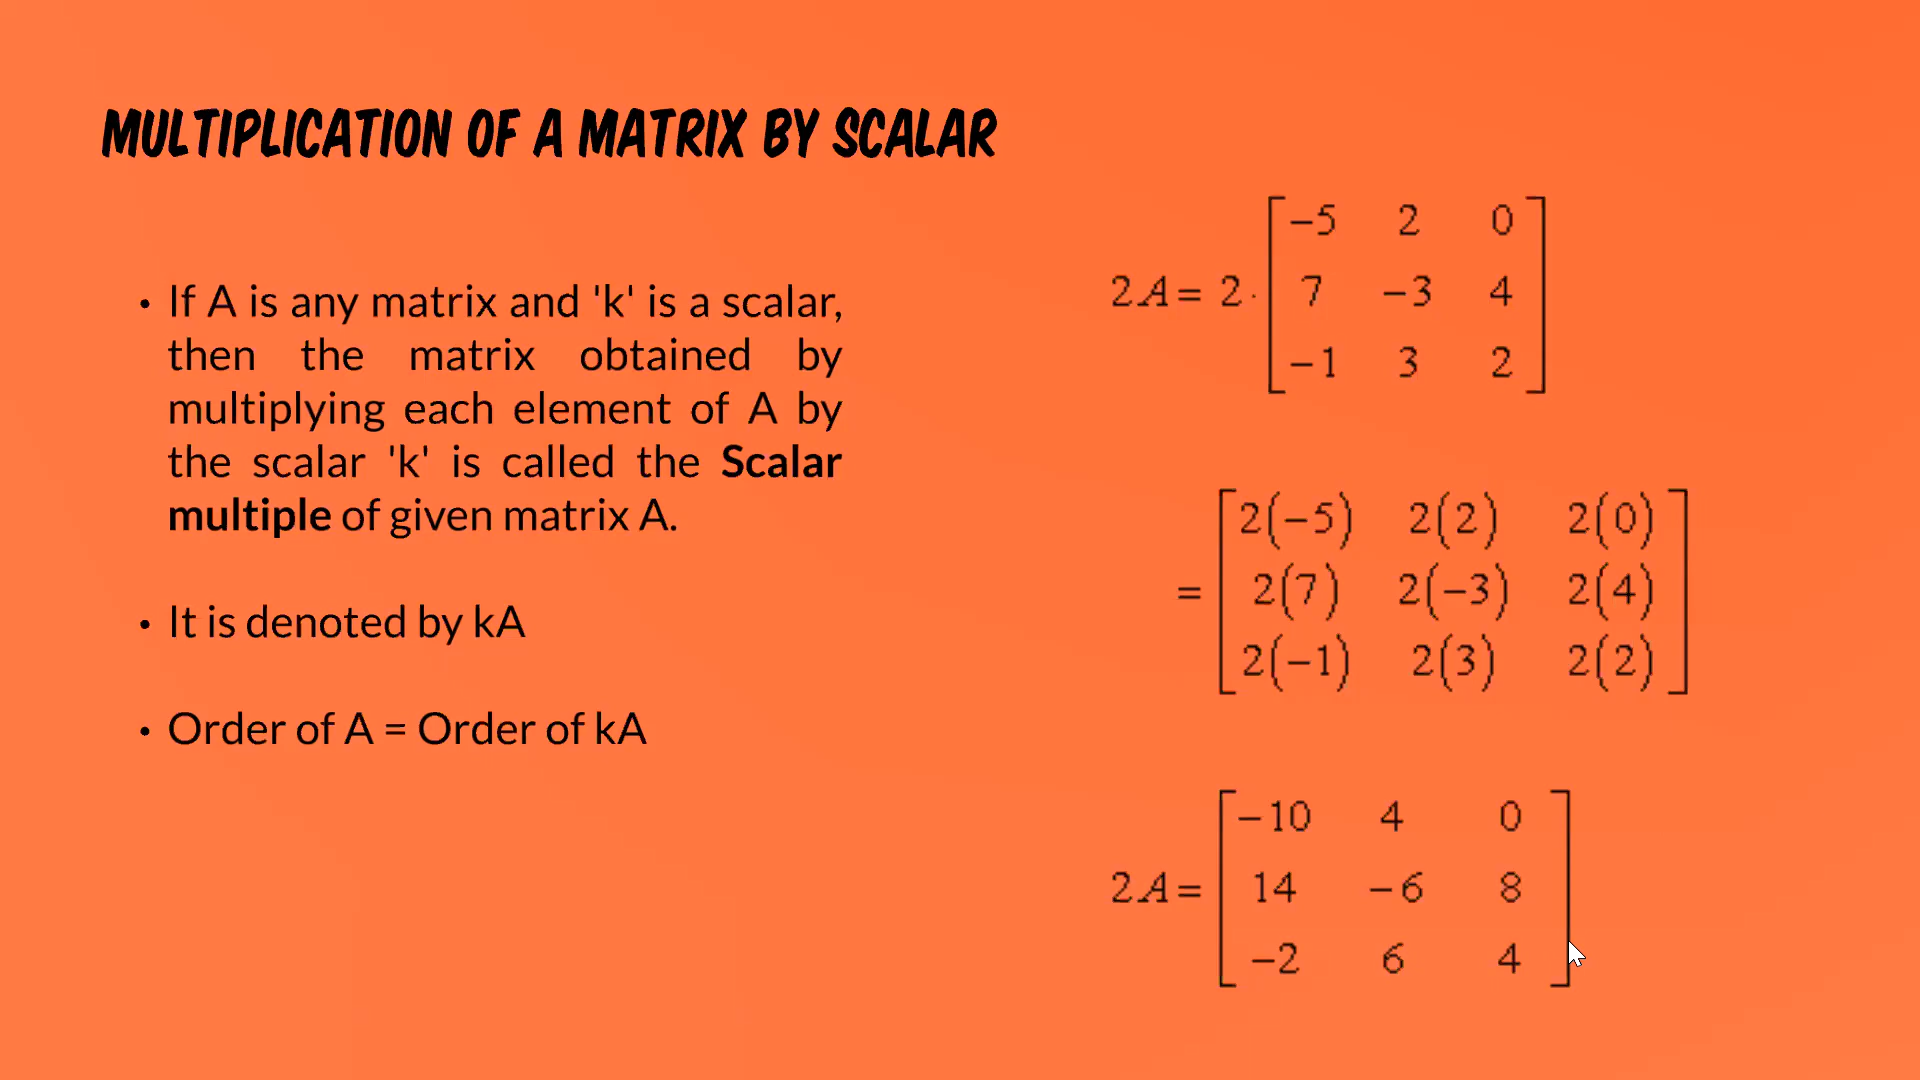 MULTIPLICATION OF A MATRIX BY SCALAR
• If A is any matrix and 'k' is a scalar,
then the matrix obtained by
multiplying each element of A by
the scalar 'k' is called the Scalar
multiple of given matrix A.
• It is denoted by kA
• Order of A = Order of kA
−5 2 0
2A = 2 · 7 −3 4
−1 3 2
2(−5) 2(2) 2(0)
= 2(7) 2(−3) 2(4)
2(−1) 2(3) 2(2)
−10 4 0
2A = 14 −6 8
−2 6 4